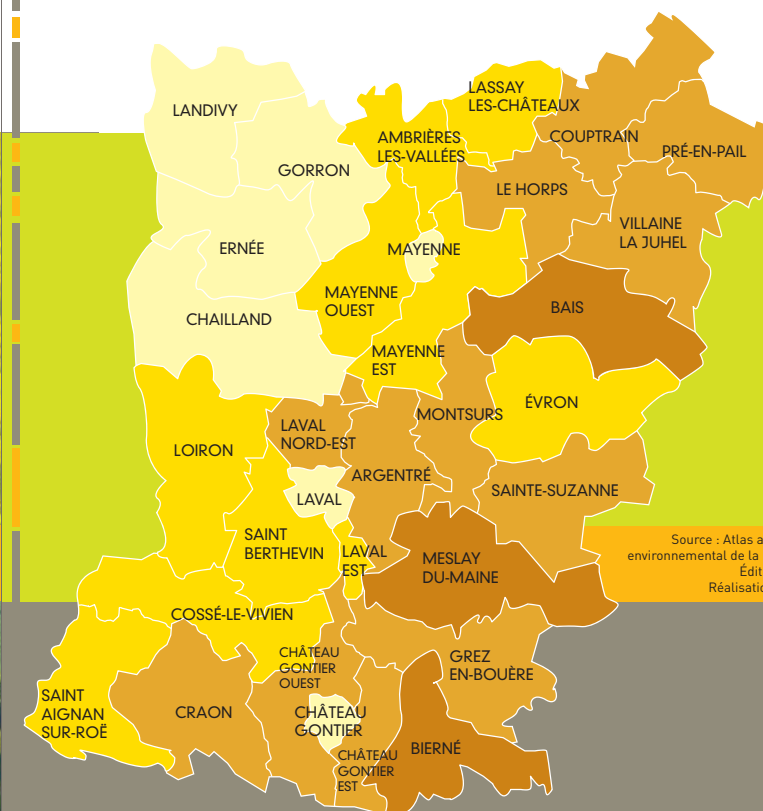 LANDIVY
GORRON
AMBRIÈRES
LES-VALLÉES
LASSAY
LES-CHÂTEAUX
COUPTRAIN
PRÉ-EN-PAIL
LE HORPS
VILLAINE
LA JUHEL
ERNÉE
MAYENNE
CHAILLAND
MAYENNE
OUEST
BAIS
MAYENNE
EST
ÉVRON
MONTSURS
LAVAL
NORD-EST
LOIRON
ARGENTRÉ
SAINTE-SUZANNE
LAVAL
SAINT
BERTHEVIN
LAVAL
EST
MESLAY
DU-MAINE
Source : Atlas a
environnemental de la
Édit
Réalisatio
COSSÉ-LE-VIVIEN
CHÂTEAU
GONTIER
OUEST
GREZ
EN-BOUÈRE
SAINT
AIGNAN
SUR-ROË
CRAON
CHÂTEAU
GONTIER
CHÂTEAU
GONTIER
EST
BIERNÉ